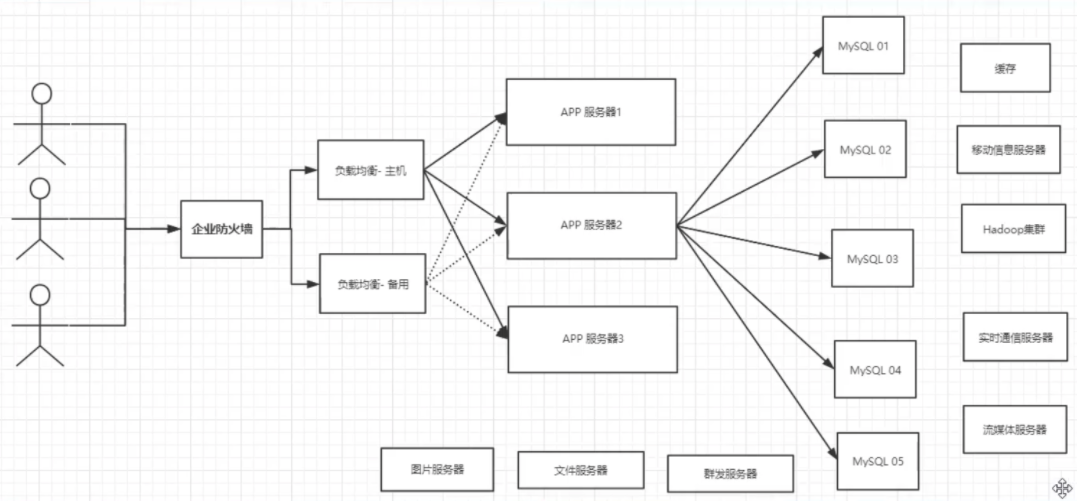 企业防火墙
负载均衡- 主机
负载均衡- 备用
APP 服务器1
APP 服务器2
APP 服务器3
MySQL 01
MySQL 02
MySQL 03
MySQL 04
MySQL 05
缓存
移动信息服务器
Hadoop集群
实时通信服务器
流媒体服务器
图片服务器
文件服务器
群发服务器